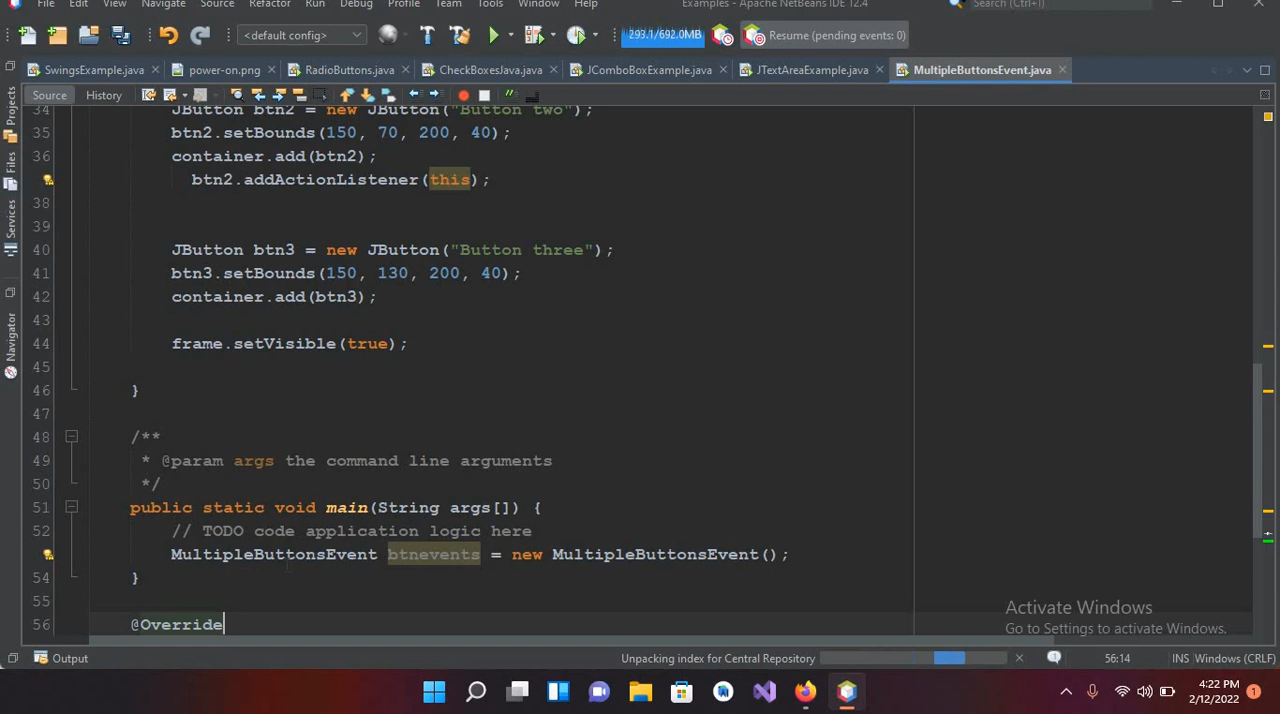 File Edit View Navigate Source Refactor Run Debug Profile Team Tools Window Help Examples - Apache NetBeans IDE 12.4 Search (Ctrl+I)
<default config> 293.1/692.0MB Resume (pending events: 0)
SwingsExample.java power-on.png RadioButtons.java CheckBoxesJava.java JComboBoxExample.java JTextAreaExample.java MultipleButtonsEvent.java
Source History
Projects
Files
Services
Navigator
34 JButton btn2 = new JButton("Button two");
35 btn2.setBounds(150, 70, 200, 40);
36 container.add(btn2);
btn2.addActionListener(this);
38
39
40 JButton btn3 = new JButton("Button three");
41 btn3.setBounds(150, 130, 200, 40);
42 container.add(btn3);
43
44 frame.setVisible(true);
45
46 }
47
48 /**
49 * @param args the command line arguments
50 */
51 public static void main(String args[]) {
52 // TODO code application logic here
MultipleButtonsEvent btnevents = new MultipleButtonsEvent();
54 }
55
56 @Override
Activate Windows
Go to Settings to activate Windows.
Output Unpacking index for Central Repository 56:14 INS Windows (CRLF)
4:22 PM
2/12/2022
1